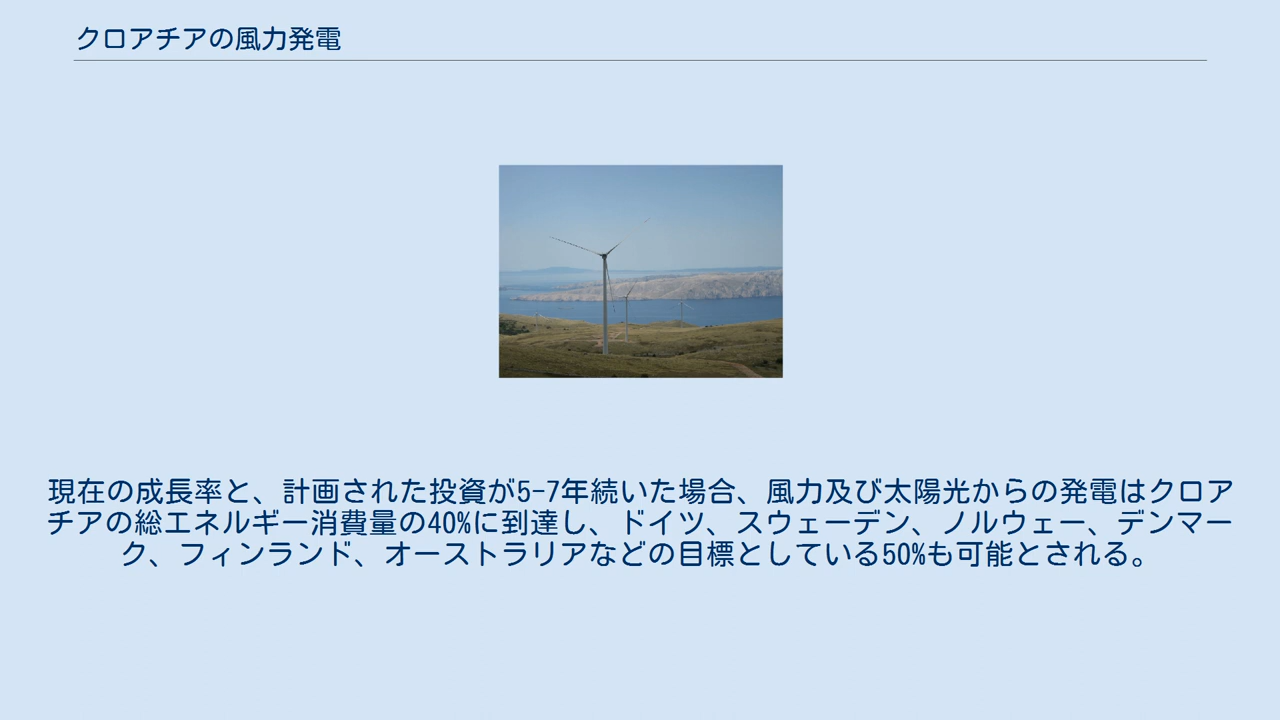 クロアチアの風力発電
現在の成長率と、計画された投資が5-7年続いた場合、風力及び太陽光からの発電はクロア
チアの総エネルギー消費量の40%に到達し、ドイツ、スウェーデン、ノルウェー、デンマー
ク、フィンランド、オーストラリアなどの目標としている50%も可能とされる。